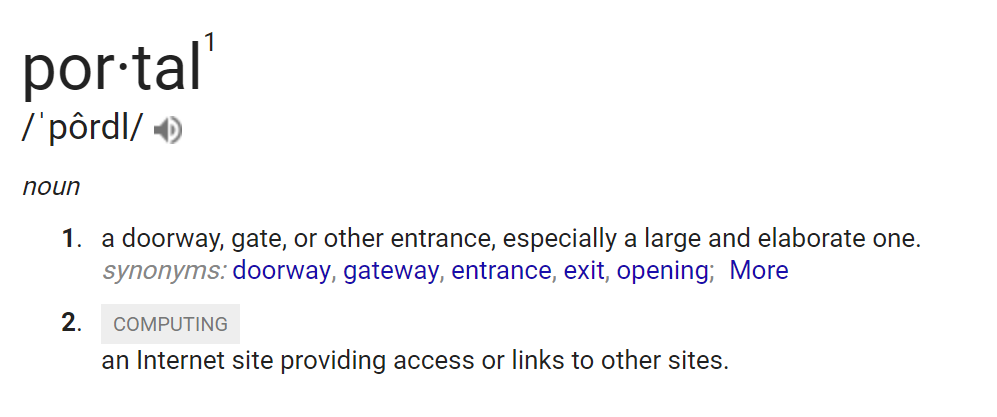 por·tal¹
/ˈpôrdl/
noun
1. a doorway, gate, or other entrance, especially a large and elaborate one.
synonyms: doorway, gateway, entrance, exit, opening; More
2. COMPUTING
an Internet site providing access or links to other sites.